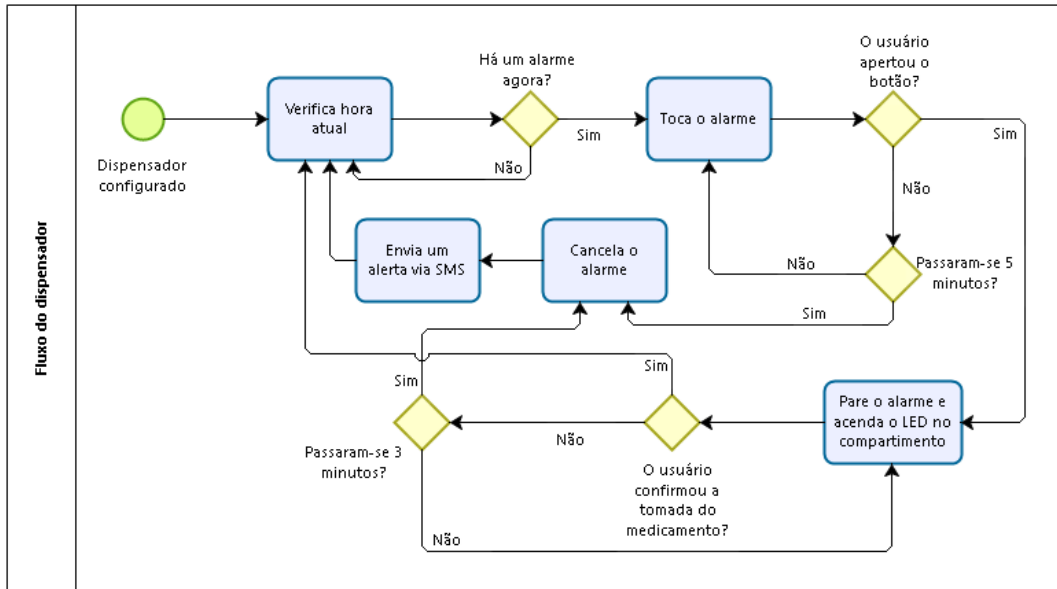 Fluxo do dispensador
Dispensador
configurado
Verifica hora
atual
Há um alarme
agora?
Sim
Não
Toca o alarme
O usuário
apertou o
botão?
Sim
Não
Passaram-se 5
minutos?
Não
Sim
Cancela o
alarme
Envia um
alerta via SMS
Pare o alarme e
acenda o LED no
compartimento
O usuário
confirmou a
tomada do
medicamento?
Sim
Não
Passaram-se 3
minutos?
Sim
Não